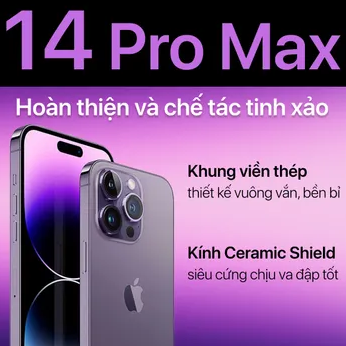 14 Pro Max
Hoàn thiện và chế tác tinh xảo
Khung viền thép
thiết kế vuông vắn, bền bỉ
Kính Ceramic Shield
siêu cứng chịu va đập tốt